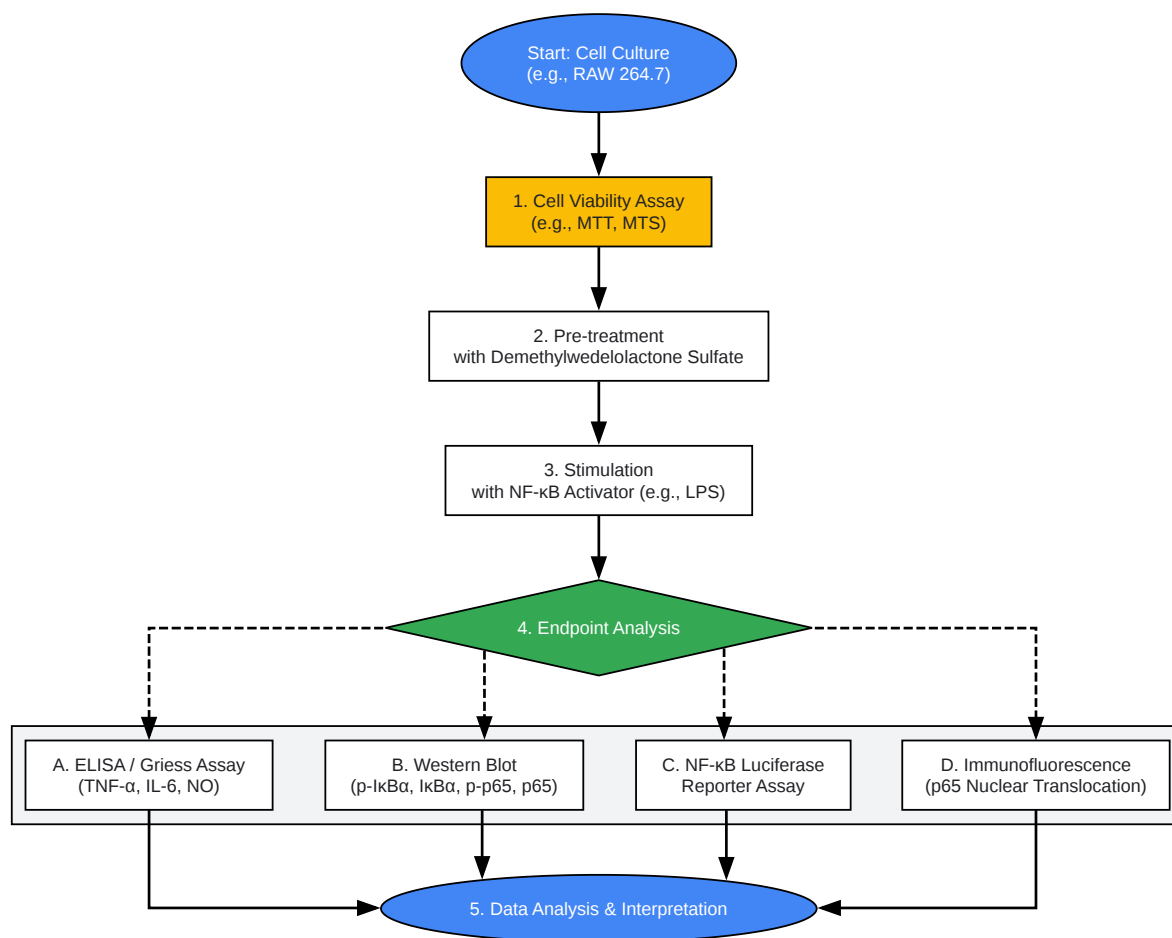 Start: Cell Culture
(e.g., RAW 264.7)
1. Cell Viability Assay
(e.g., MTT, MTS)
2. Pre-treatment
with Demethylwedelolactone Sulfate
3. Stimulation
with NF-κB Activator (e.g., LPS)
4. Endpoint Analysis
A. ELISA / Griess Assay
(TNF-α, IL-6, NO)
B. Western Blot
(p-IκBα, IκBα, p-p65, p65)
C. NF-κB Luciferase
Reporter Assay
D. Immunofluorescence
(p65 Nuclear Translocation)
5. Data Analysis & Interpretation